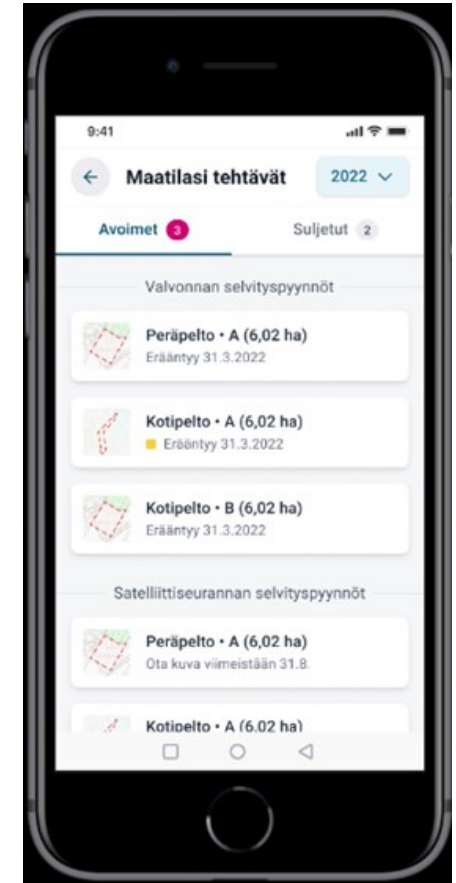 9:41
Maatilasi tehtävät
2022
Avoimet 3
Suljetut 2
Valvonnan selvityspyynnöt
Peräpelto • A (6,02 ha)
Erääntyy 31.3.2022
Kotipelto • A (6,02 ha)
Erääntyy 31.3.2022
Kotipelto • B (6,02 ha)
Erääntyy 31.3.2022
Satelliittiseurannan selvityspyynnöt
Peräpelto • A (6,02 ha)
Ota kuva viimeistään 31.8.
Kotipelto • A (6,02 ha)